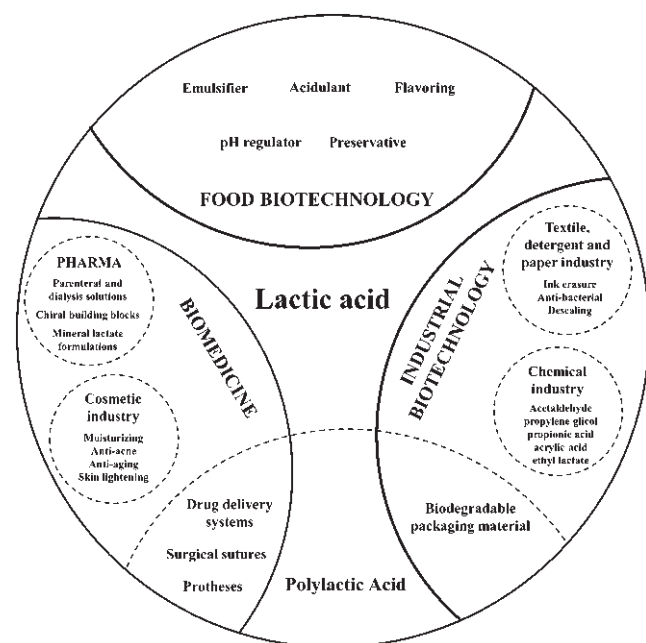 Emulsifier Acidulant Flavoring
pH regulator Preservative
FOOD BIOTECHNOLOGY
Lactic acid
BIOMEDICINE
PHARMA
Parenteral and
dialysis solutions
Chiral building blocks
Mineral lactate
formulations
Cosmetic
industry
Muisturizing
Anti-acne
Anti-aging
Skin lightening
Drug delivery
systems
Surgical sutures
Protheses
Polylactic Acid
INDUSTRIAL
BIOTECHNOLOGY
Textile,
detergent and
paper industry
Ink erasure
Anti-bacterial
Descaling
Chemical
industry
Acetaldehyde
propylene glicol
propionic acid
acrylic acid
ethyl lactate
Biodegradable
packaging material